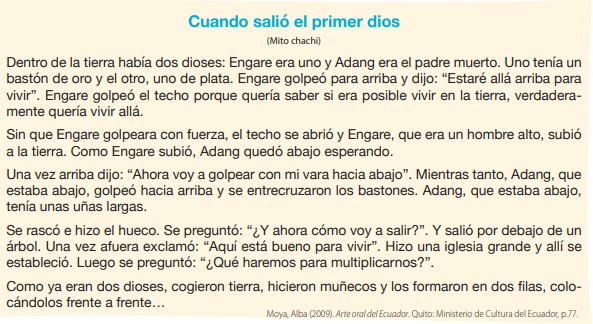 Cuando salió el primer dios
(Mito chachi)
Dentro de la tierra había dos dioses: Engare era uno y Adang era el padre muerto. Uno tenía un
bastón de oro y el otro, uno de plata. Engare golpeó para arriba y dijo: “Estaré allá arriba para
vivir”. Engare golpeó el techo porque quería saber si era posible vivir en la tierra, verdadera-
mente quería vivir allá.
Sin que Engare golpeara con fuerza, el techo se abrió y Engare, que era un hombre alto, subió
a la tierra. Como Engare subió, Adang quedó abajo esperando.
Una vez arriba dijo: “Ahora voy a golpear con mi vara hacia abajo”. Mientras tanto, Adang, que
estaba abajo, golpeó hacia arriba y se entrecruzaron los bastones. Adang, que estaba abajo,
tenía unas uñas largas.
Se rascó e hizo el hueco. Se preguntó: “¿Y ahora cómo voy a salir?”. Y salió por debajo de un
árbol. Una vez afuera exclamó: “Aquí está bueno para vivir”. Hizo una iglesia grande y allí se
estableció. Luego se preguntó: “¿Qué haremos para multiplicarnos?”.
Como ya eran dos dioses, cogieron tierra, hicieron muñecos y los formaron en dos filas, colo-
cándolos frente a frente…
Moya, Alba (2009). Arte oral del Ecuador. Quito: Ministerio de Cultura del Ecuador, p.77.